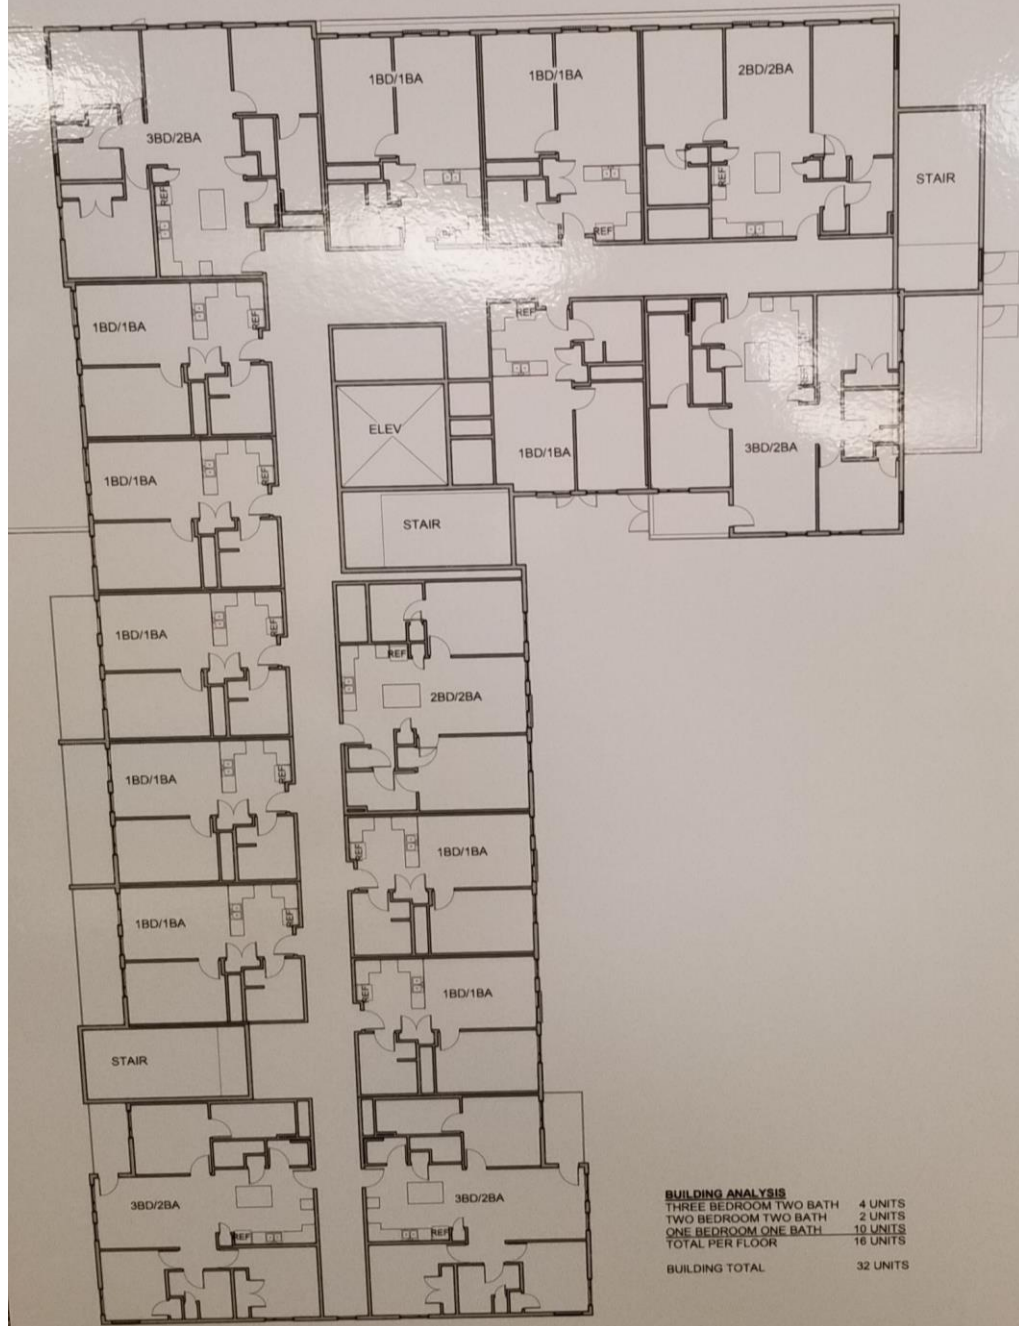 1BD/1BA
1BD/1BA
2BD/2BA
3BD/2BA
STAIR
REF
REF
REF
1BD/1BA
REF
REF
REF
ELEV
1BD/1BA
3BD/2BA
1BD/1BA
REF
STAIR
1BD/1BA
REF
REF
2BD/2BA
1BD/1BA
REF
1BD/1BA
REF
1BD/1BA
REF
1BD/1BA
REF
STAIR
3BD/2BA
3BD/2BA
REF
REF
BUILDING ANALYSIS
THREE BEDROOM TWO BATH 4 UNITS
TWO BEDROOM TWO BATH 2 UNITS
ONE BEDROOM ONE BATH 10 UNITS
TOTAL PER FLOOR 16 UNITS
BUILDING TOTAL 32 UNITS